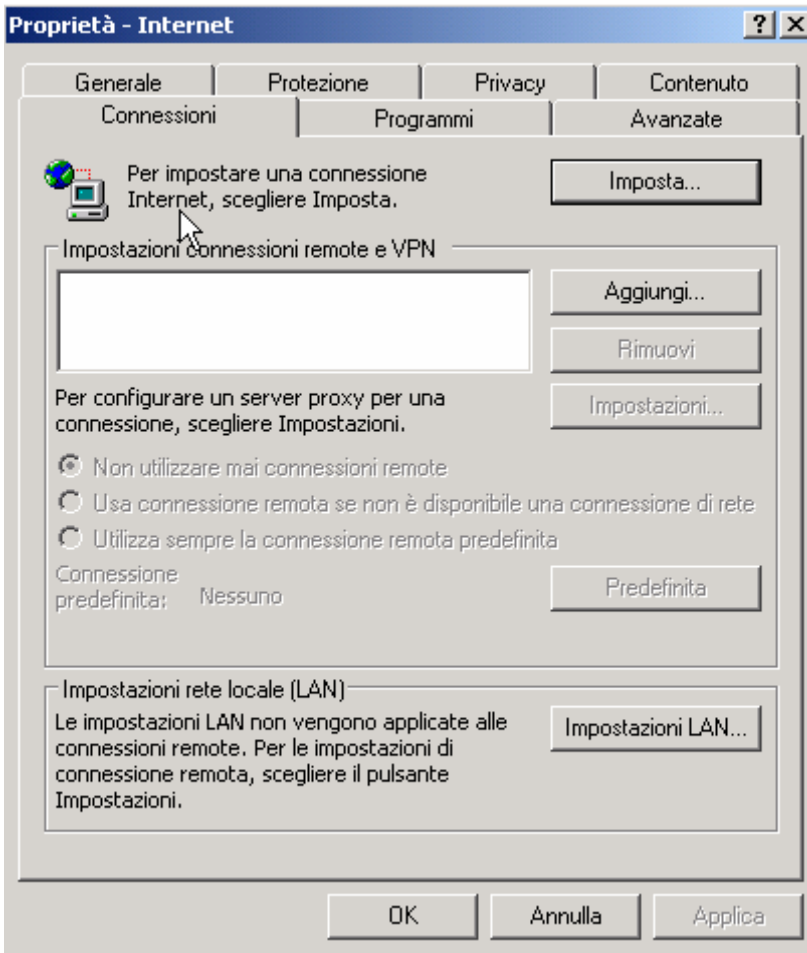 Proprietà - Internet
Generale Protezione Privacy Contenuto
Connessioni Programmi Avanzate
Per impostare una connessione
Internet, scegliere Imposta.
Imposta...
Impostazioni connessioni remote e VPN
Aggiungi...
Rimuovi
Per configurare un server proxy per una
connessione, scegliere Impostazioni.
Impostazioni...
Non utilizzare mai connessioni remote
Usa connessione remota se non è disponibile una connessione di rete
Utilizza sempre la connessione remota predefinita
Connessione
predefinita:
Nessuno
Predefinita
Impostazioni rete locale (LAN)
Le impostazioni LAN non vengono applicate alle
connessioni remote. Per le impostazioni di
connessione remota, scegliere il pulsante
Impostazioni.
Impostazioni LAN...
OK Annulla Applica